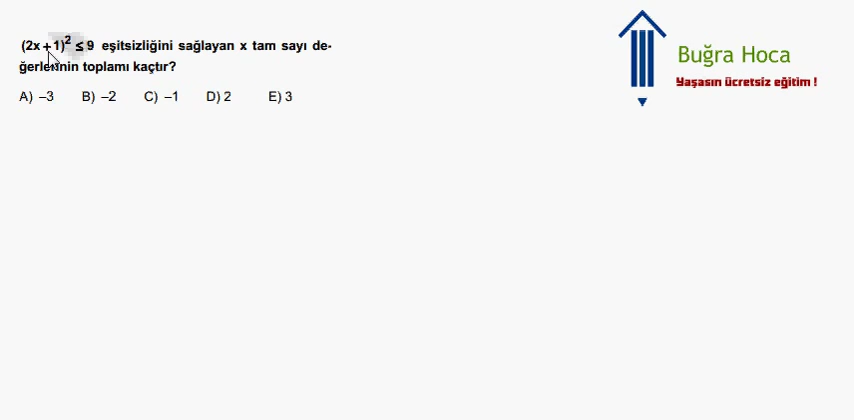 (2x+1)² ≤ 9 eşitsizliğini sağlayan x tam sayı de-
ğerlerinin toplamı kaçtır?
A) –3 B) –2 C) –1 D) 2 E) 3
Buğra Hoca
Yaşasın ücretsiz eğitim !